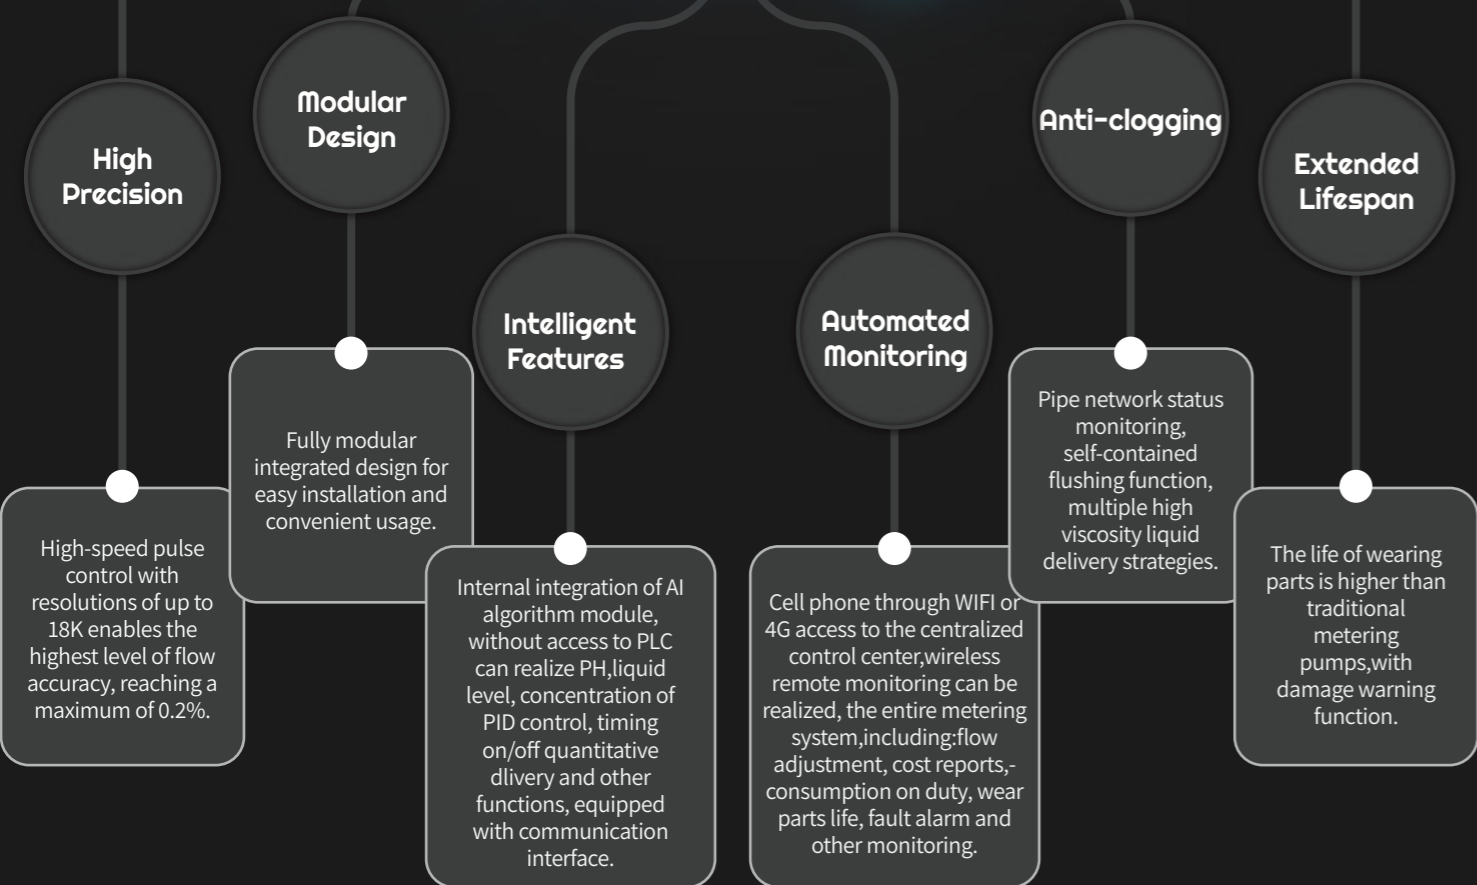 High
Precision
High-speed pulse
control with
resolutions of up to
18K enables the
highest level of flow
accuracy, reaching a
maximum of 0.2%.
Modular
Design
Fully modular
integrated design for
easy installation and
convenient usage.
Intelligent
Features
Internal integration of AI
algorithm module,
without access to PLC
can realize PH,liquid
level, concentration of
PID control, timing
on/off quantitative
dlivery and other
functions, equipped
with communication
interface.
Automated
Monitoring
Cell phone through WIFI or
4G access to the centralized
control center,wireless
remote monitoring can be
realized, the entire metering
system,including:flow
adjustment, cost reports,-
consumption on duty, wear
parts life, fault alarm and
other monitoring.
Anti-clogging
Pipe network status
monitoring,
self-contained
flushing function,
multiple high
viscosity liquid
delivery strategies.
Extended
Lifespan
The life of wearing
parts is higher than
traditional
metering
pumps,with
damage warning
function.